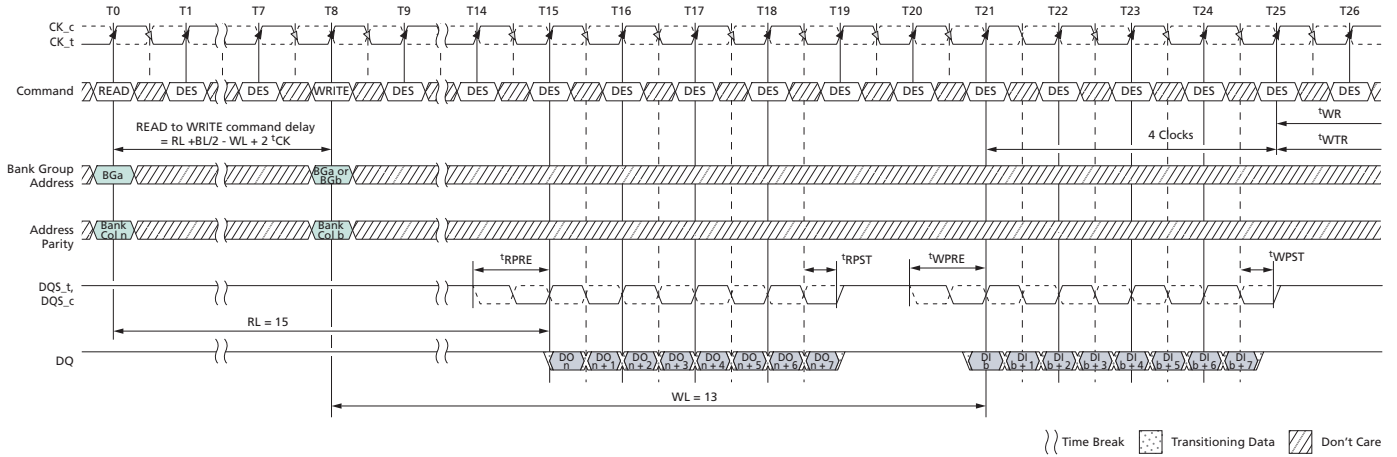 T0 T1 T7 T8 T9 T14 T15 T16 T17 T18 T19 T20 T21 T22 T23 T24 T25 T26
CK_c
CK_t
Command READ DES DES WRITE DES DES DES DES DES DES DES DES DES DES DES DES DES DES
READ to WRITE command delay
= RL +BL/2 - WL + 2 tCK
4 Clocks
tWR
tWTR
Bank Group
Address
BGa
BGa or
BGb
Address
Parity
Bank
Col n
Bank
Col b
tRPRE tRPST tWPRE tWPST
DQS_t,
DQS_c
RL = 15
DQ
DO
n
DO
n + 1
DO
n + 2
DO
n + 3
DO
n + 4
DO
n + 5
DO
n + 6
DO
n + 7
DI
b
DI
b + 1
DI
b + 2
DI
b + 3
DI
b + 4
DI
b + 5
DI
b + 6
DI
b + 7
WL = 13
Time Break Transitioning Data Don't Care